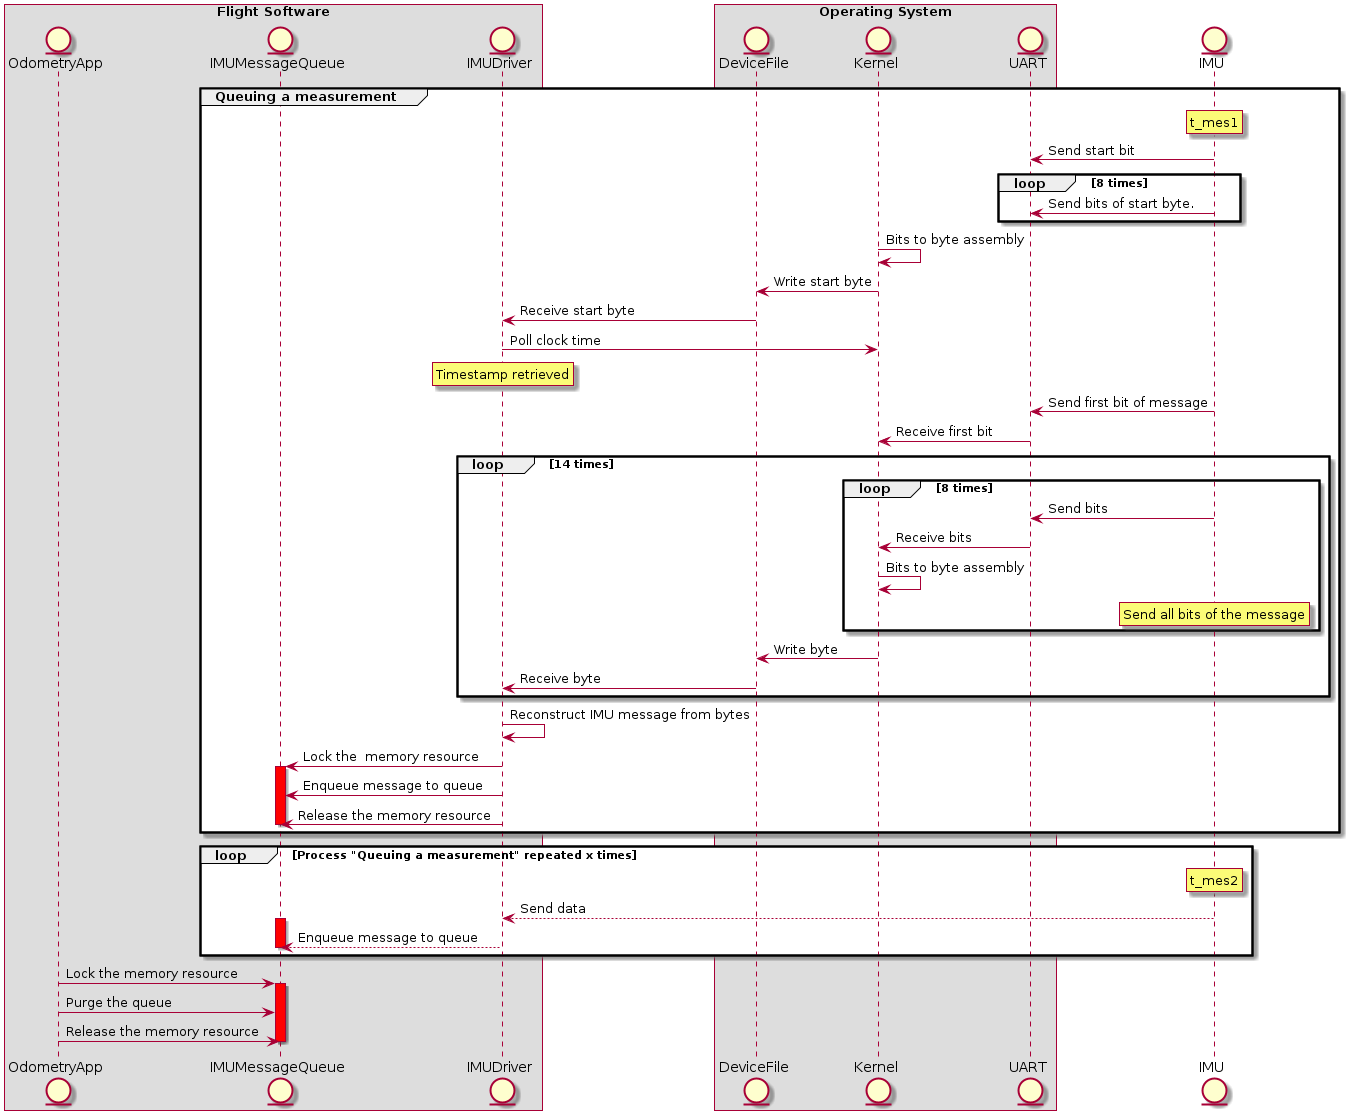 Flight Software
Operating System
OdometryApp
IMUMessageQueue
IMUDriver
DeviceFile
Kernel
UART
IMU
Queuing a measurement
t_mes1
Send start bit
loop [8 times]
Send bits of start byte.
Bits to byte assembly
Write start byte
Receive start byte
Poll clock time
Timestamp retrieved
Send first bit of message
Receive first bit
loop [14 times]
loop [8 times]
Send bits
Receive bits
Bits to byte assembly
Send all bits of the message
Write byte
Receive byte
Reconstruct IMU message from bytes
Lock the  memory resource
Enqueue message to queue
Release the memory resource
loop [Process "Queuing a measurement" repeated x times]
t_mes2
Send data
Enqueue message to queue
Lock the memory resource
Purge the queue
Release the memory resource
OdometryApp
IMUMessageQueue
IMUDriver
DeviceFile
Kernel
UART
IMU